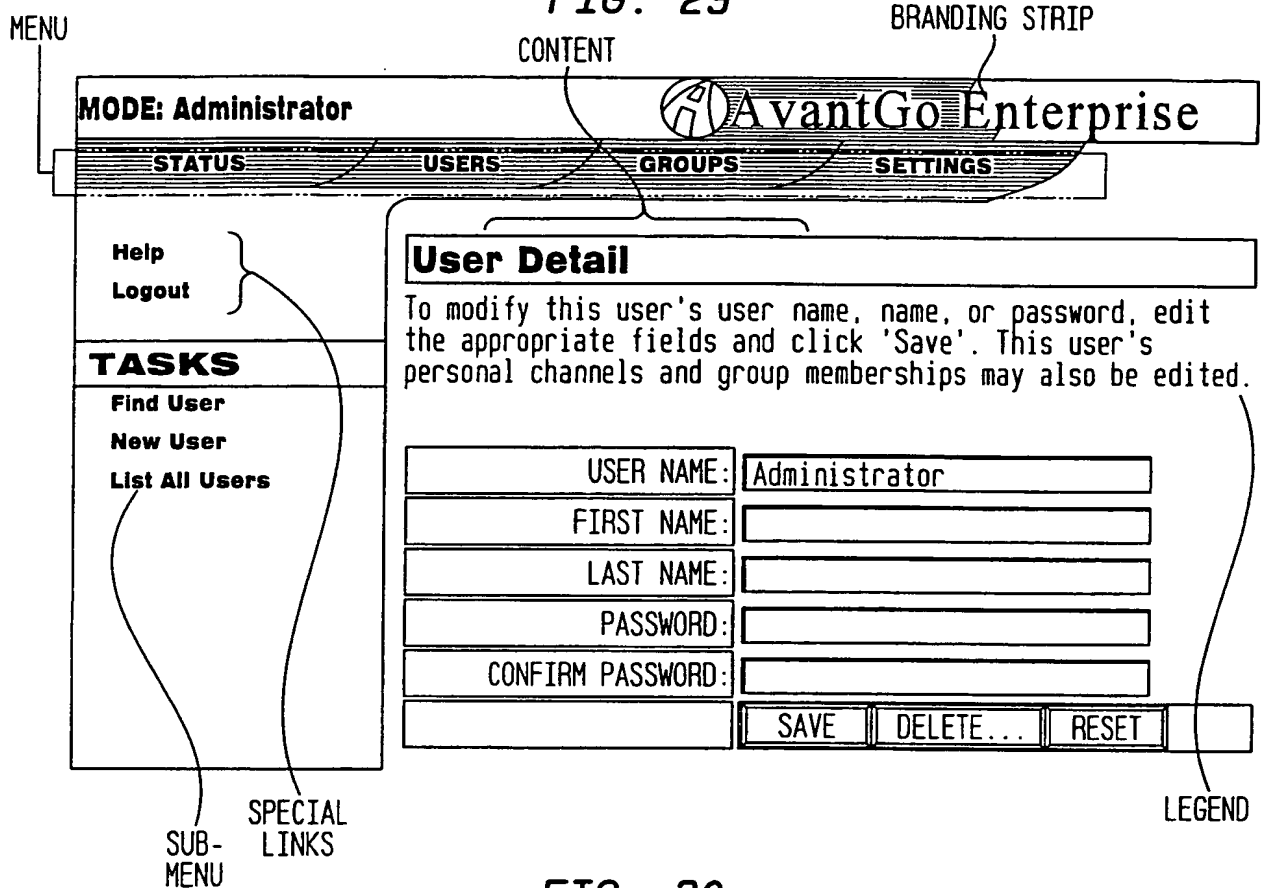 MENU
CONTENT
BRANDING STRIP
MODE: Administrator
AvantGo Enterprise
STATUS USERS GROUPS SETTINGS
Help
Logout
TASKS
Find User
New User
List All Users
User Detail
To modify this user's user name, name, or password, edit
the appropriate fields and click 'Save'. This user's
personal channels and group memberships may also be edited.
USER NAME: Administrator
FIRST NAME:
LAST NAME:
PASSWORD:
CONFIRM PASSWORD:
SAVE DELETE... RESET
SUB-
MENU
SPECIAL
LINKS
LEGEND